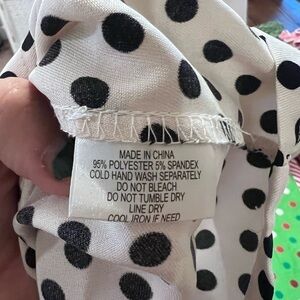 MADE IN CHINA
95% POLYESTER 5% SPANDEX
COLD HAND WASH SEPARATELY
DO NOT BLEACH
DO NOT TUMBLE DRY
LINE DRY
COOL IRON IF NEED